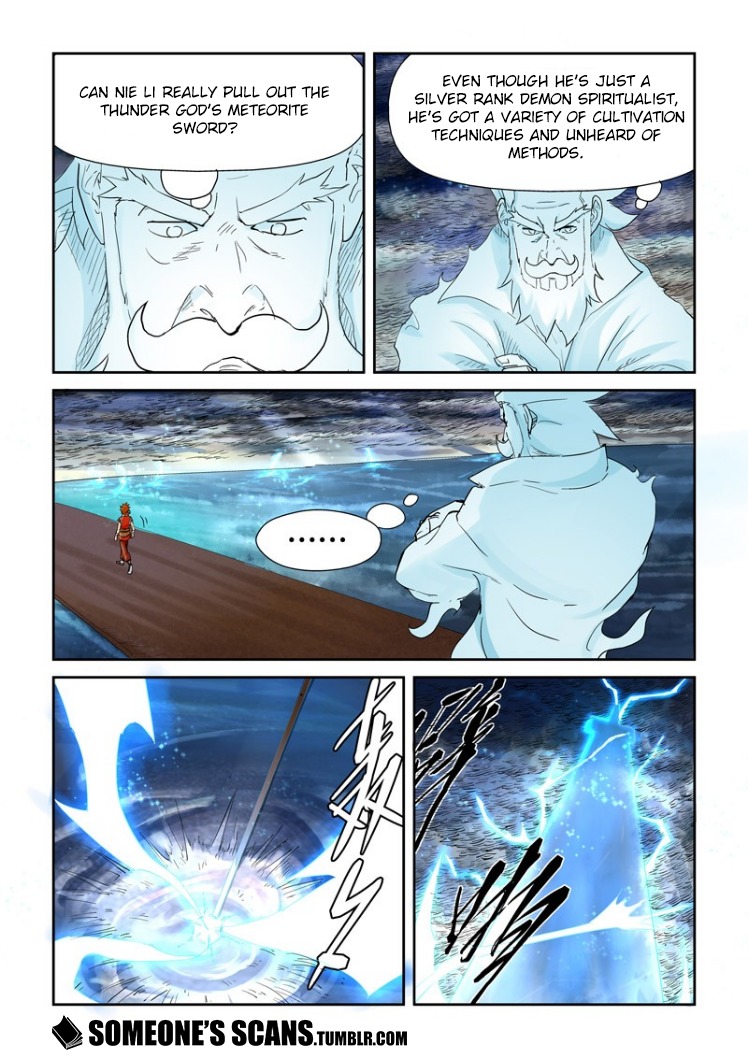 CAN NIE LI REALLY PULL OUT THE
THUNDER GOD'S METEORITE
SWORD?
EVEN THOUGH HE'S JUST A
SILVER RANK DEMON SPIRITUALIST,
HE'S GOT A VARIETY OF CULTIVATION
TECHNIQUES AND UNHEARD OF
METHODS.
......
SOMEONE'S SCANS.TUMBLR.COM